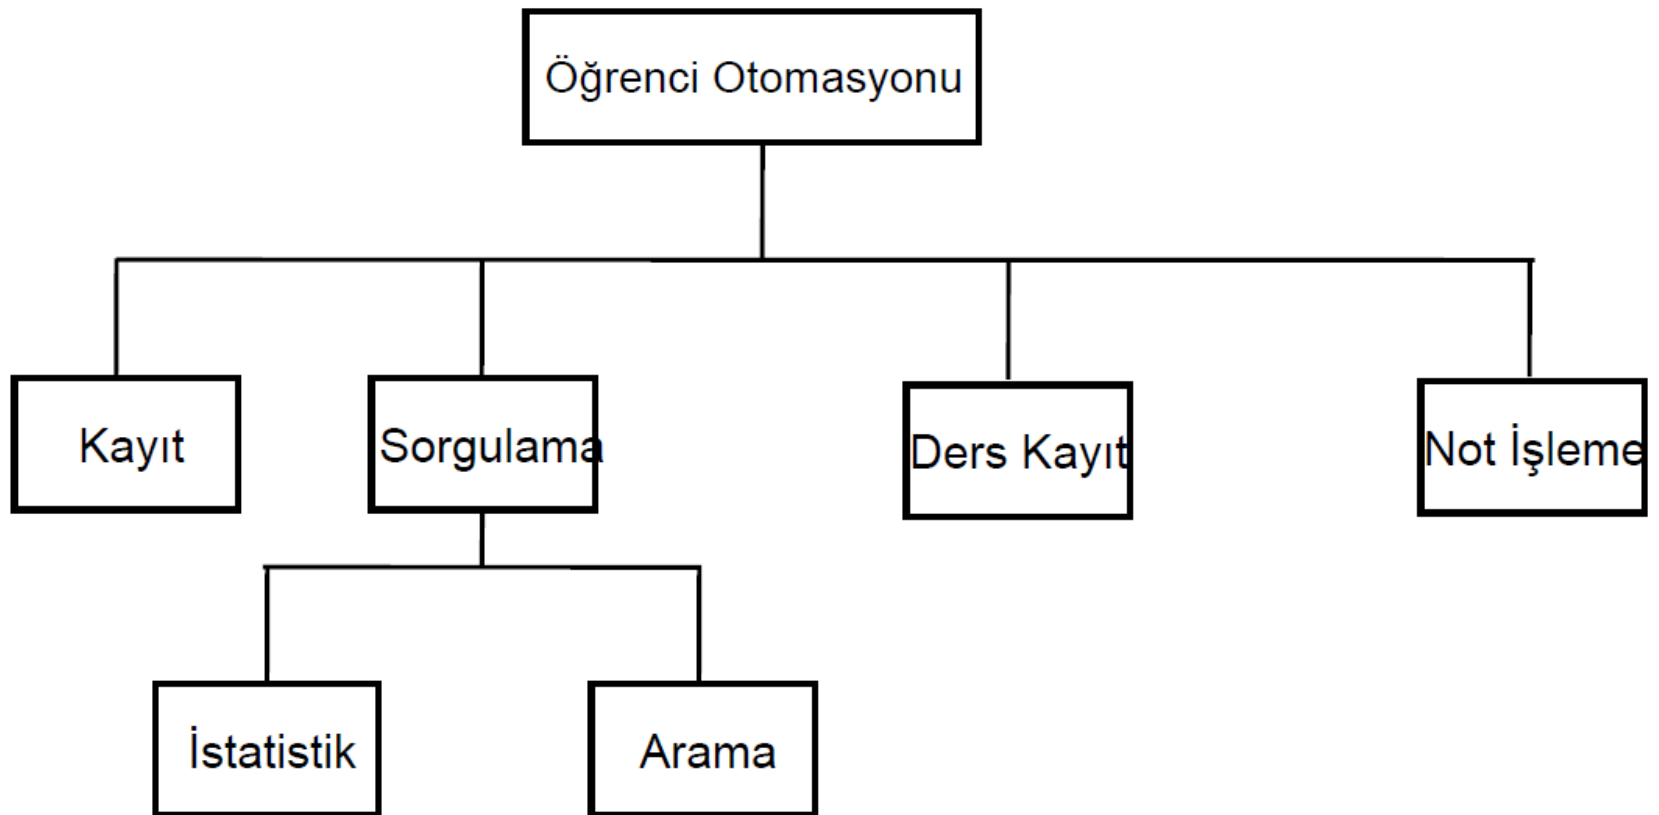 Öğrenci Otomasyonu
Kayıt
Sorgulama
Ders Kayıt
Not İşleme
İstatistik
Arama